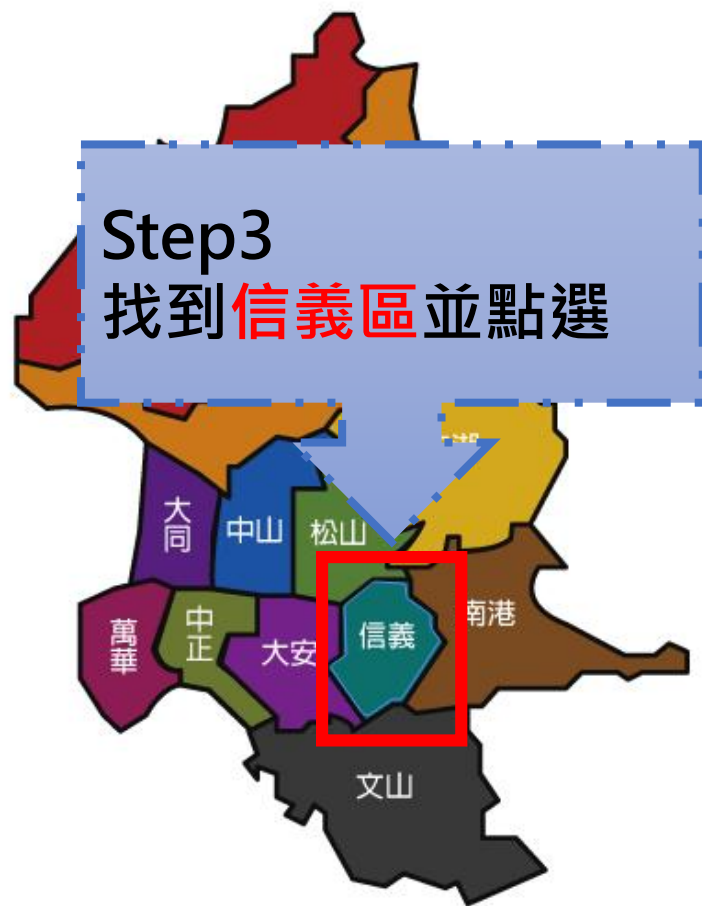 Step3
找到信義區並點選
大同
中山
松山
萬華
中正
大安
信義
南港
文山